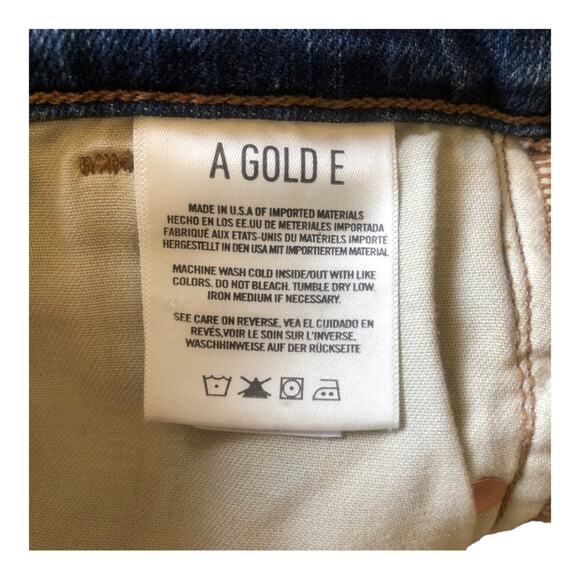 A GOLD E
MADE IN U.S.A OF IMPORTED MATERIALS
HECHO EN LOS EE.UU DE METERIALES IMPORTADA
FABRIQUÉ AUX ETATS-UNIS DU MATÉRIELS IMPORTÉ
HERGESTELLT IN DEN USA MIT IMPORTIERTEM MATERIAL
MACHINE WASH COLD INSIDE/OUT WITH LIKE
COLORS. DO NOT BLEACH. TUMBLE DRY LOW.
IRON MEDIUM IF NECESSARY.
SEE CARE ON REVERSE, VEA EL CUIDADO EN
REVÉS,VOIR LE SOIN SUR L'INVERSE.
WASCHHINWEISE AUF DER RÜCKSEITE